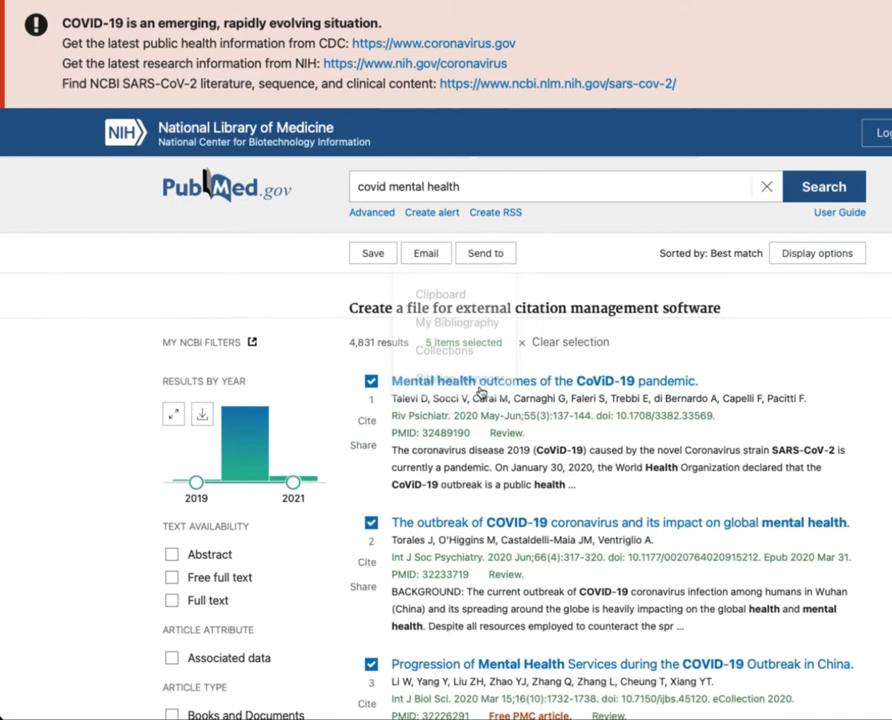 COVID-19 is an emerging, rapidly evolving situation.
Get the latest public health information from CDC: https://www.coronavirus.gov
Get the latest research information from NIH: https://www.nih.gov/coronavirus
Find NCBI SARS-CoV-2 literature, sequence, and clinical content: https://www.ncbi.nlm.nih.gov/sars-cov-2/
NIH
National Library of Medicine
National Center for Biotechnology Information
Lo
PubMed.gov
covid mental health
Search
Advanced Create alert Create RSS
User Guide
Save Email Send to
Sorted by: Best match Display options
Clipboard
Create a file for external citation management software
My Bibliography
MY NCBI FILTERS
4,831 results 5 items selected × Clear selection
Collections
RESULTS BY YEAR
2019 2021
TEXT AVAILABILITY
Abstract
Free full text
Full text
ARTICLE ATTRIBUTE
Associated data
ARTICLE TYPE
Books and Documents
Mental health outcomes of the CoViD-19 pandemic.
1
Talevi D, Socci V, Carai M, Carnaghi G, Faleri S, Trebbi E, di Bernardo A, Capelli F, Pacitti F.
Cite
Riv Psichiatr. 2020 May-Jun;55(3):137-144. doi: 10.1708/3382.33569.
PMID: 32489190 Review.
Share
The coronavirus disease 2019 (CoViD-19) caused by the novel Coronavirus strain SARS-CoV-2 is
currently a pandemic. On January 30, 2020, the World Health Organization declared that the
CoViD-19 outbreak is a public health ...
The outbreak of COVID-19 coronavirus and its impact on global mental health.
2
Torales J, O'Higgins M, Castaldelli-Maia JM, Ventriglio A.
Cite
Int J Soc Psychiatry. 2020 Jun;66(4):317-320. doi: 10.1177/0020764020915212. Epub 2020 Mar 31.
PMID: 32233719 Review.
Share
BACKGROUND: The current outbreak of COVID-19 coronavirus infection among humans in Wuhan
(China) and its spreading around the globe is heavily impacting on the global health and mental
health. Despite all resources employed to counteract the spr ...
Progression of Mental Health Services during the COVID-19 Outbreak in China.
3
Li W, Yang Y, Liu ZH, Zhao YJ, Zhang Q, Zhang L, Cheung T, Xiang YT.
Cite
Int J Biol Sci. 2020 Mar 15;16(10):1732-1738. doi: 10.7150/ijbs.45120. eCollection 2020.
PMID: 32226291 Free PMC article. Review.